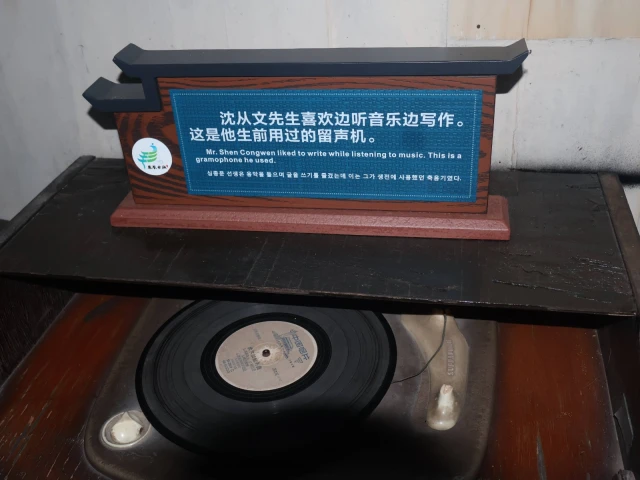 沈从文先生喜欢边听音乐边写作。
这是他生前用过的留声机。
Mr. Shen Congwen liked to write while listening to music. This is a
gramophone he used.
심종문 선생은 음악을 들으며 글을 쓰기를 즐겼는데 이는 그가 생전에 사용했던 축음기였다.